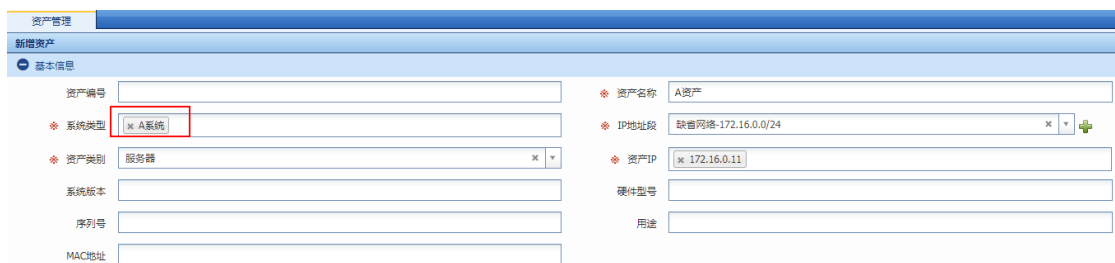 资产管理
新增资产
基本信息
资产编号
※ 资产名称 A资产
※ 系统类型 × A系统
※ IP地址段 缺省网络-172.16.0.0/24 ×
※ 资产类别 服务器 ×
※ 资产IP × 172.16.0.11
系统版本
硬件型号
序列号
用途
MAC地址